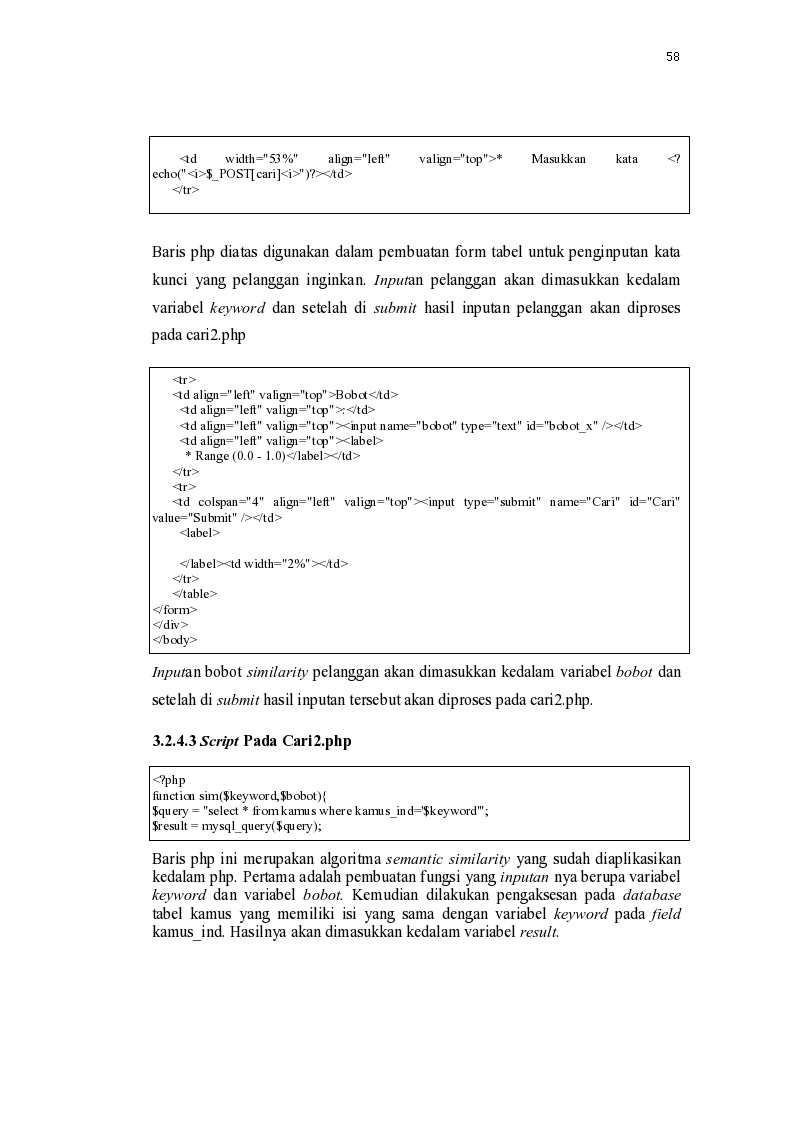 58
<td width="53%" align="left" valign="top">* Masukkan kata <?
echo("<i>$_POST[cari]<i>")?></td>
</tr>
Baris php diatas digunakan dalam pembuatan form tabel untuk penginputan kata
kunci yang pelanggan inginkan. Inputan pelanggan akan dimasukkan kedalam
variabel keyword dan setelah di submit hasil inputan pelanggan akan diproses
pada cari2.php
<tr>
<td align="left" valign="top">Bobot</td>
<td align="left" valign="top">:</td>
<td align="left" valign="top"><input name="bobot" type="text" id="bobot_x" /></td>
<td align="left" valign="top"><label>
* Range (0.0 - 1.0)</label></td>
</tr>
<tr>
<td colspan="4" align="left" valign="top"><input type="submit" name="Cari" id="Cari"
value="Submit" /></td>
<label>
</label><td width="2%"></td>
</tr>
</table>
</form>
</div>
</body>
Inputan bobot similarity pelanggan akan dimasukkan kedalam variabel bobot dan
setelah di submit hasil inputan tersebut akan diproses pada cari2.php.
3.2.4.3 Script Pada Cari2.php
<?php
function sim($keyword,$bobot){
$query = "select * from kamus where kamus_ind='$keyword'";
$result = mysql_query($query);
Baris php ini merupakan algoritma semantic similarity yang sudah diaplikasikan
kedalam php. Pertama adalah pembuatan fungsi yang inputan nya berupa variabel
keyword dan variabel bobot. Kemudian dilakukan pengaksesan pada database
tabel kamus yang memiliki isi yang sama dengan variabel keyword pada field
kamus_ind. Hasilnya akan dimasukkan kedalam variabel result.